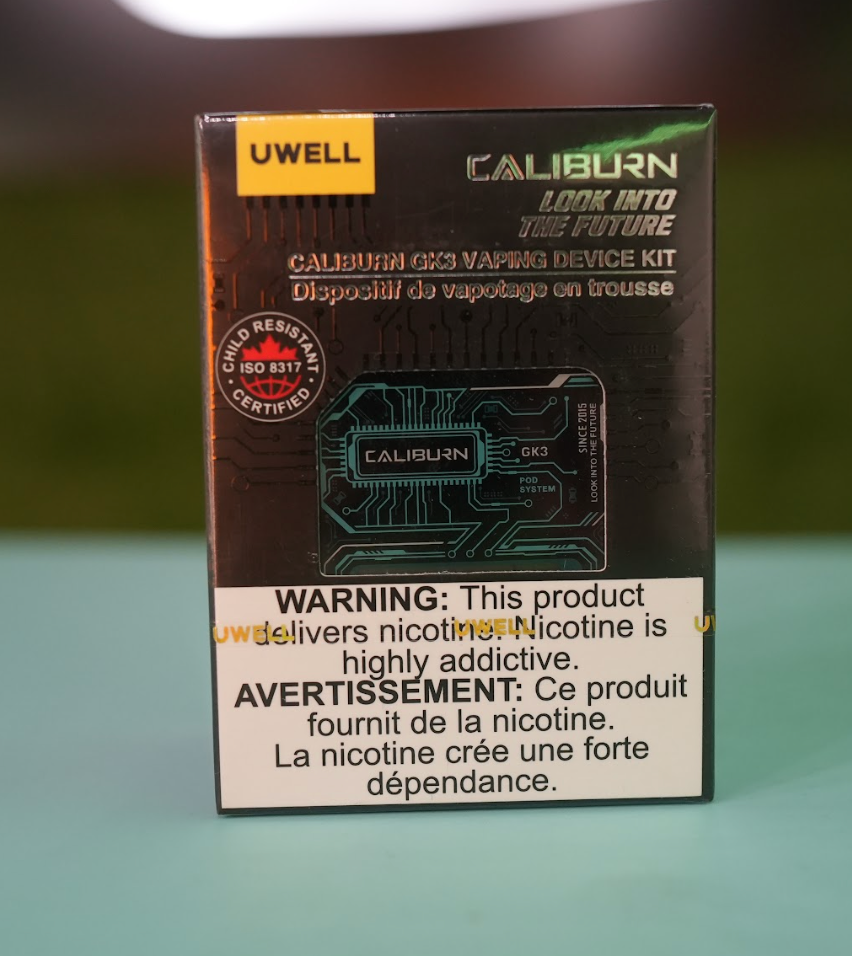 UWELL
CALIBURN
LOOK INTO
THE FUTURE
CALIBURN GK3 VAPING DEVICE KIT
Dispositif de vapotage en trousse
CHILD RESISTANT
ISO 8317
CERTIFIED
CALIBURN
GK3
POD
SYSTEM
SINCE 2015
LOOK INTO THE FUTURE
WARNING: This product
delivers nicotine. Nicotine is
highly addictive.
AVERTISSEMENT: Ce produit
fournit de la nicotine.
La nicotine crée une forte
dépendance.
UWELL
UWELL